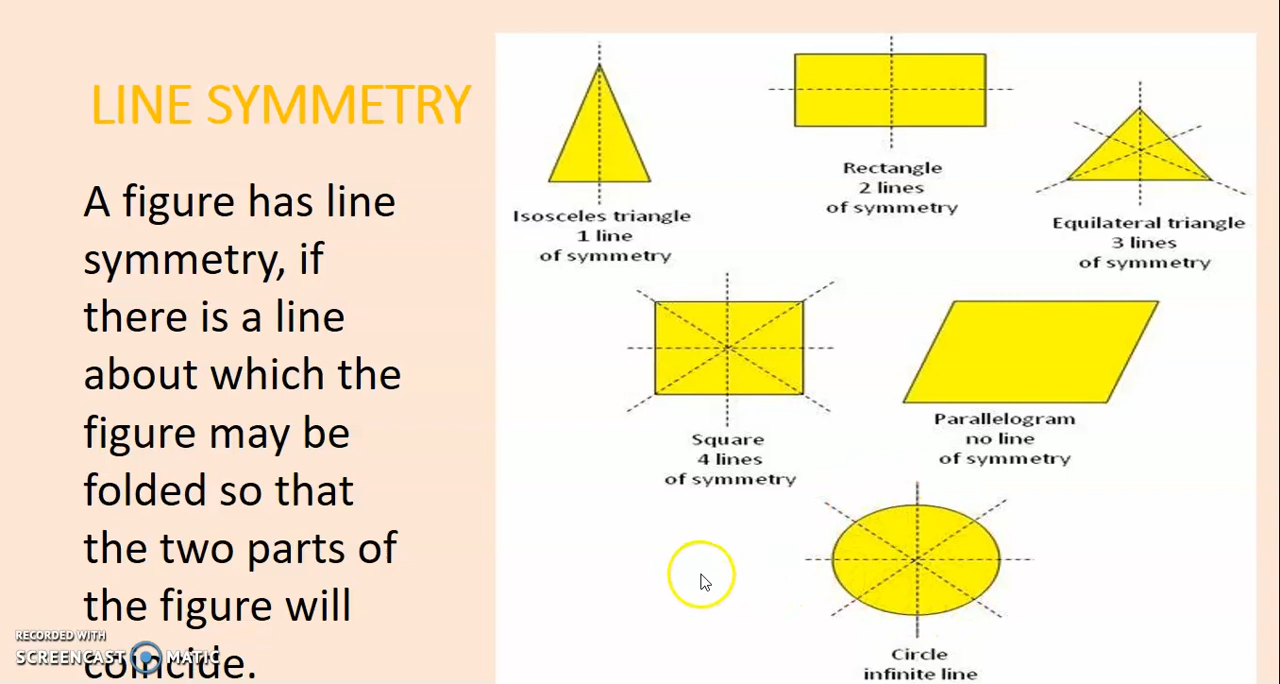 LINE SYMMETRY
A figure has line
symmetry, if
there is a line
about which the
figure may be
folded so that
the two parts of
the figure will
coincide.
Isosceles triangle
1 line
of symmetry
Rectangle
2 lines
of symmetry
Equilateral triangle
3 lines
of symmetry
Square
4 lines
of symmetry
Parallelogram
no line
of symmetry
Circle
infinite line
RECORDED WITH
SCREENCAST MATIC